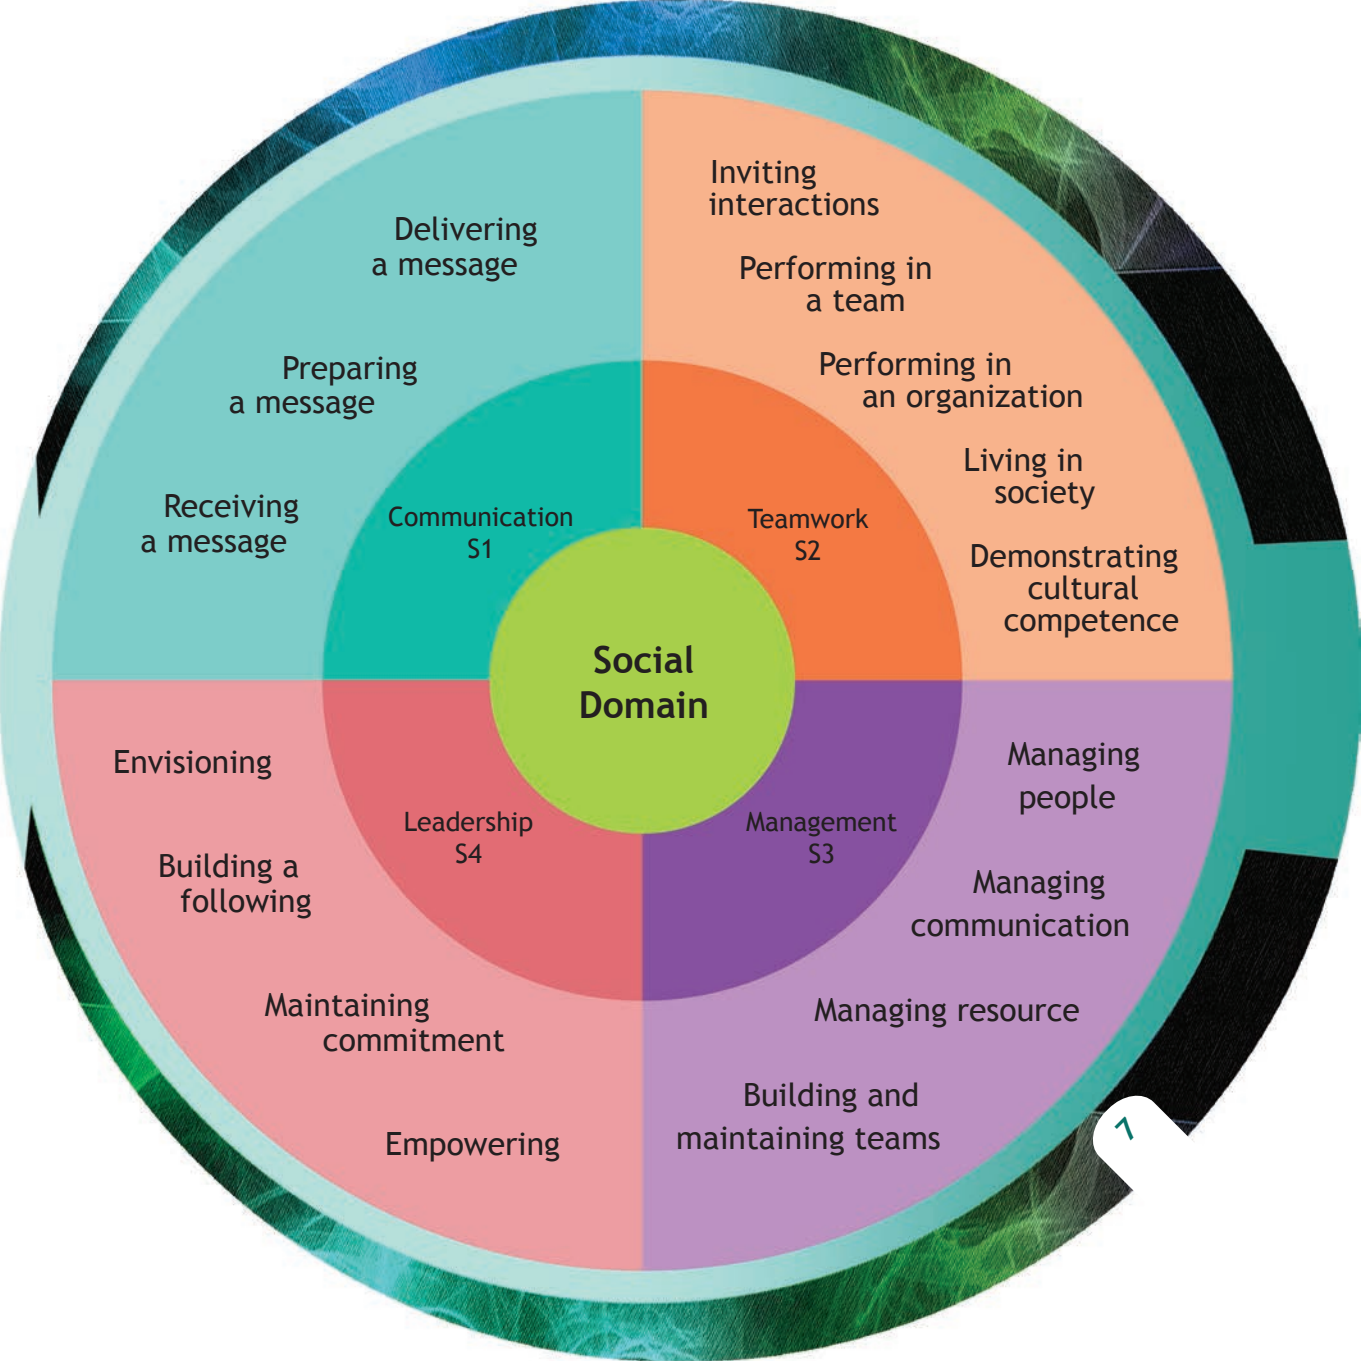 Delivering
a message
Preparing
a message
Receiving
a message
Communication
S1
Inviting
interactions
Performing in
a team
Performing in
an organization
Living in
society
Demonstrating
cultural
competence
Teamwork
S2
Social
Domain
Envisioning
Building a
following
Maintaining
commitment
Empowering
Leadership
S4
Management
S3
Managing
people
Managing
communication
Managing resource
Building and
maintaining teams
7